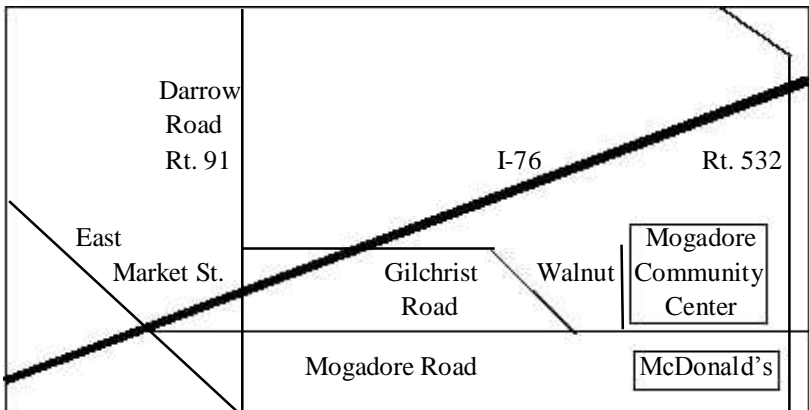 Darrow
Road
Rt. 91
I-76
Rt. 532
East
Market St.
Gilchrist
Road
Walnut
Mogadore
Community
Center
Mogadore Road
McDonald's